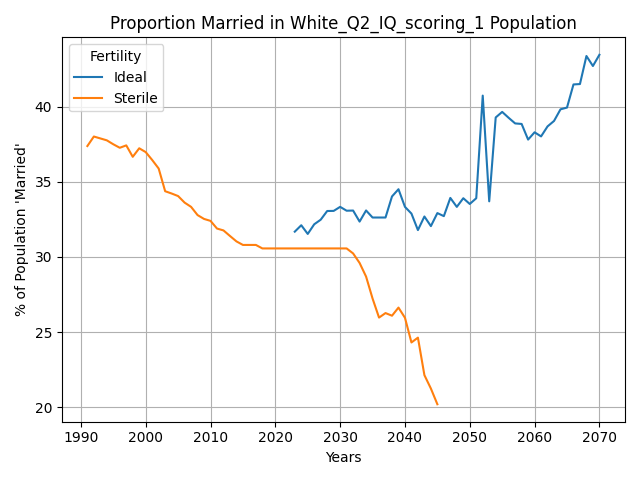 Proportion Married in White_Q2_IQ_scoring_1 Population
Fertility
Ideal
Sterile
% of Population 'Married'
40
35
30
25
20
1990 2000 2010 2020 2030 2040 2050 2060 2070
Years